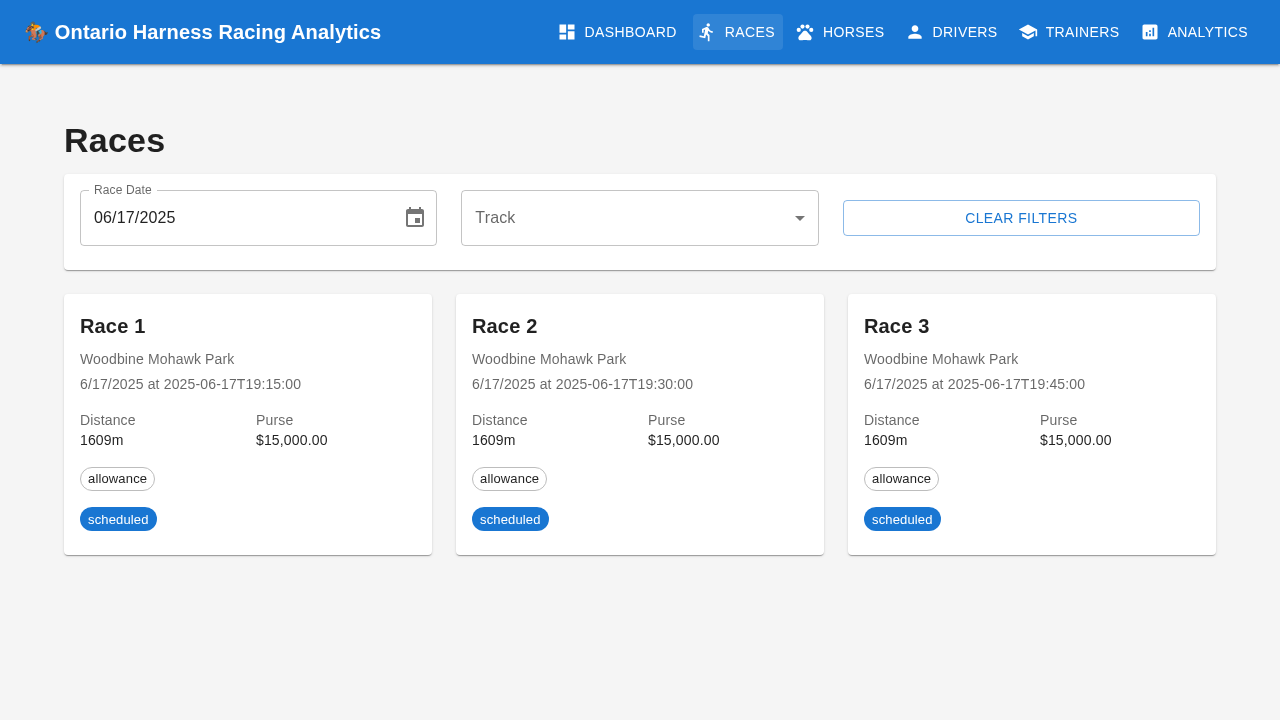 Ontario Harness Racing Analytics
DASHBOARD RACES HORSES DRIVERS TRAINERS ANALYTICS
Races
Race Date
06/17/2025
Track
CLEAR FILTERS
Race 1
Woodbine Mohawk Park
6/17/2025 at 2025-06-17T19:15:00
Distance Purse
1609m $15,000.00
allowance
scheduled
Race 2
Woodbine Mohawk Park
6/17/2025 at 2025-06-17T19:30:00
Distance Purse
1609m $15,000.00
allowance
scheduled
Race 3
Woodbine Mohawk Park
6/17/2025 at 2025-06-17T19:45:00
Distance Purse
1609m $15,000.00
allowance
scheduled